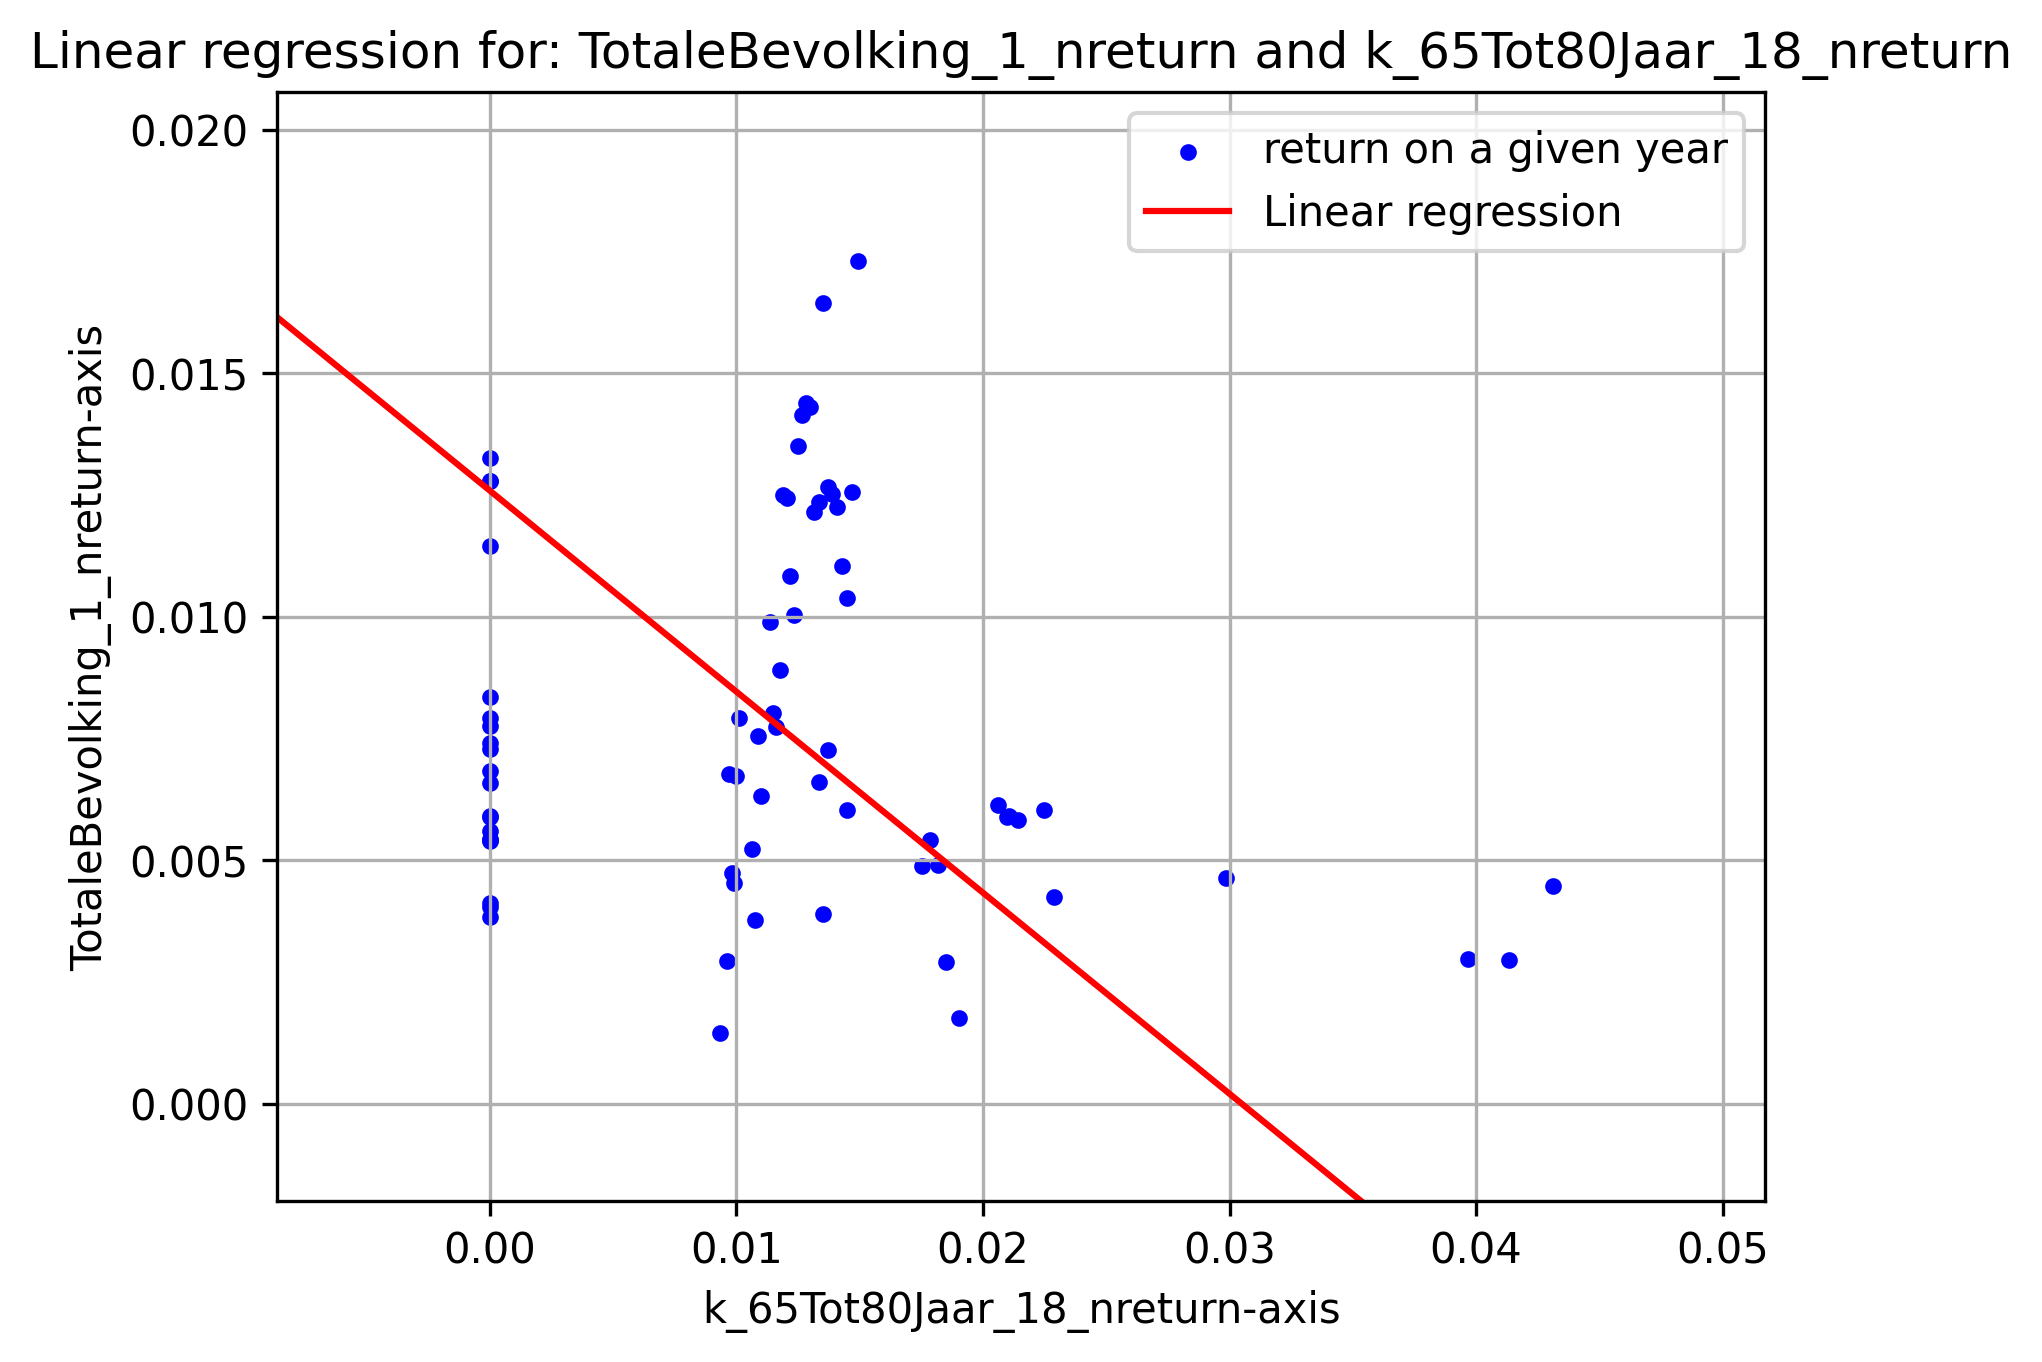 Linear regression for: TotaleBevolking_1_nreturn and k_65Tot80Jaar_18_nreturn
return on a given year
Linear regression
TotaleBevolking_1_nreturn-axis
0.020
0.015
0.010
0.005
0.000
0.00 0.01 0.02 0.03 0.04 0.05
k_65Tot80Jaar_18_nreturn-axis